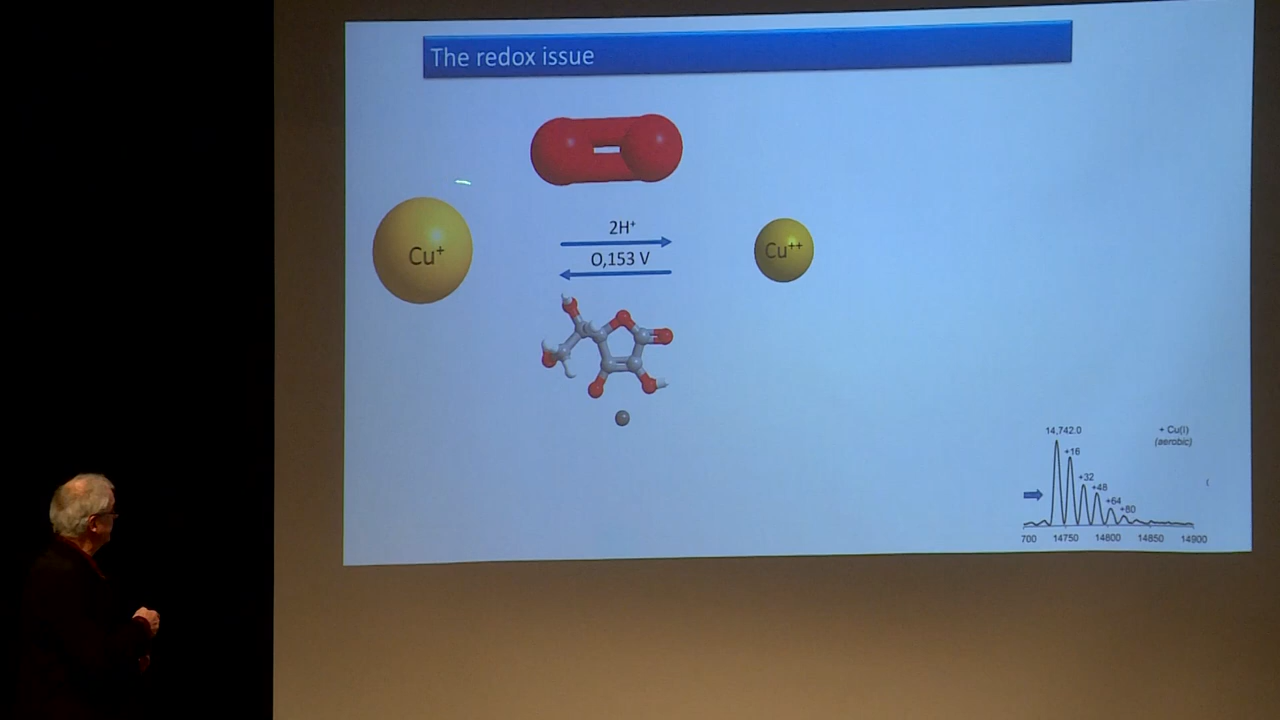 The redox issue
2H⁺
Cu⁺
Cu⁺⁺
0,153 V
14,742.0
+ Cu(I)
(aerobic)
+16
+32
+48
+64
+80
700 14750 14800 14850 14900